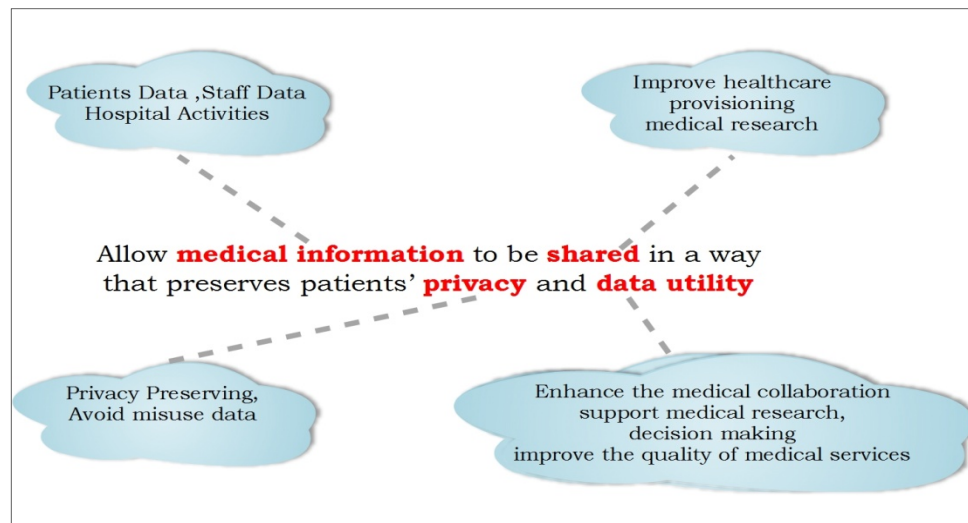 Patients Data ,Staff Data
Hospital Activities
Improve healthcare
provisioning
medical research
Allow medical information to be shared in a way
that preserves patients’ privacy and data utility
Privacy Preserving,
Avoid misuse data
Enhance the medical collaboration
support medical research,
decision making
improve the quality of medical services